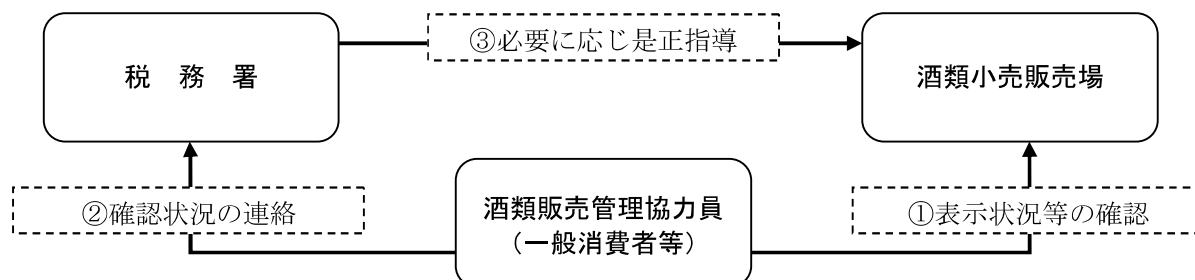 ③必要に応じ是正指導
税 務 署
酒類小売販売場
②確認状況の連絡
酒類販売管理協力員
（一般消費者等）
①表示状況等の確認